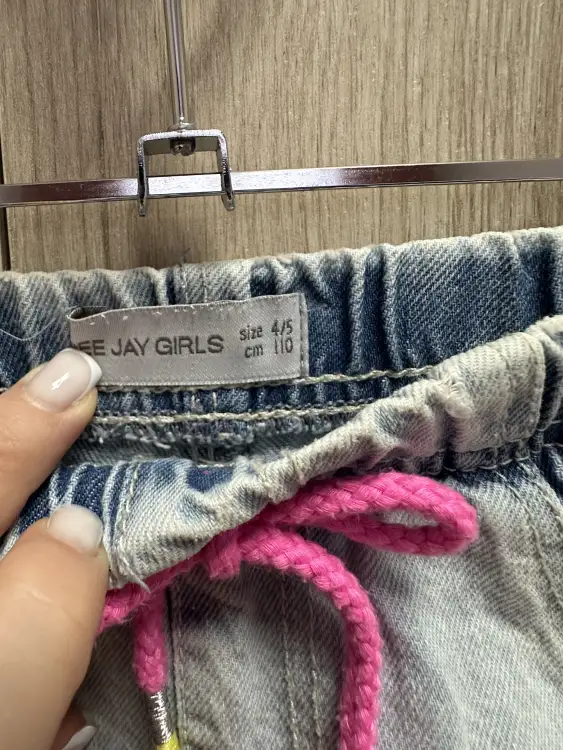 EE JAY GIRLS
size 4/5
cm 110